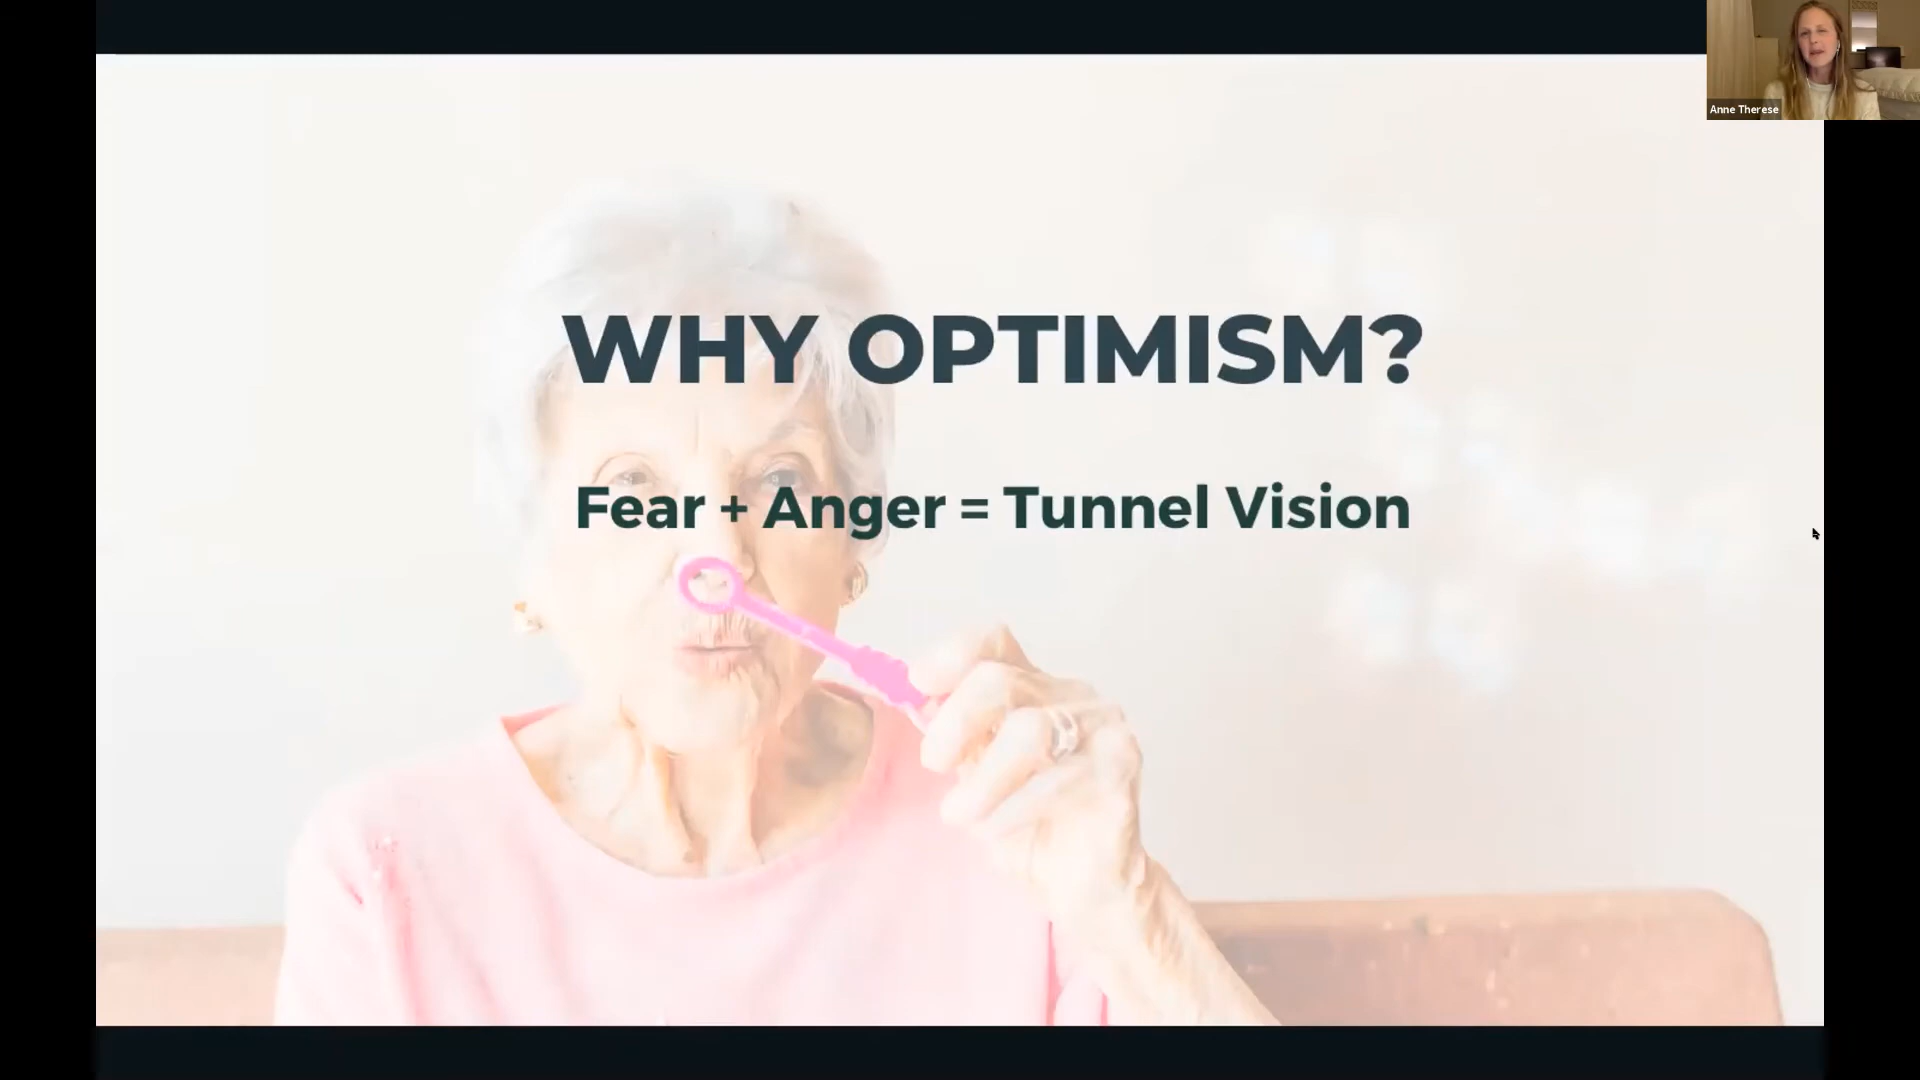 Anne Therese
WHY OPTIMISM?
Fear + Anger = Tunnel Vision